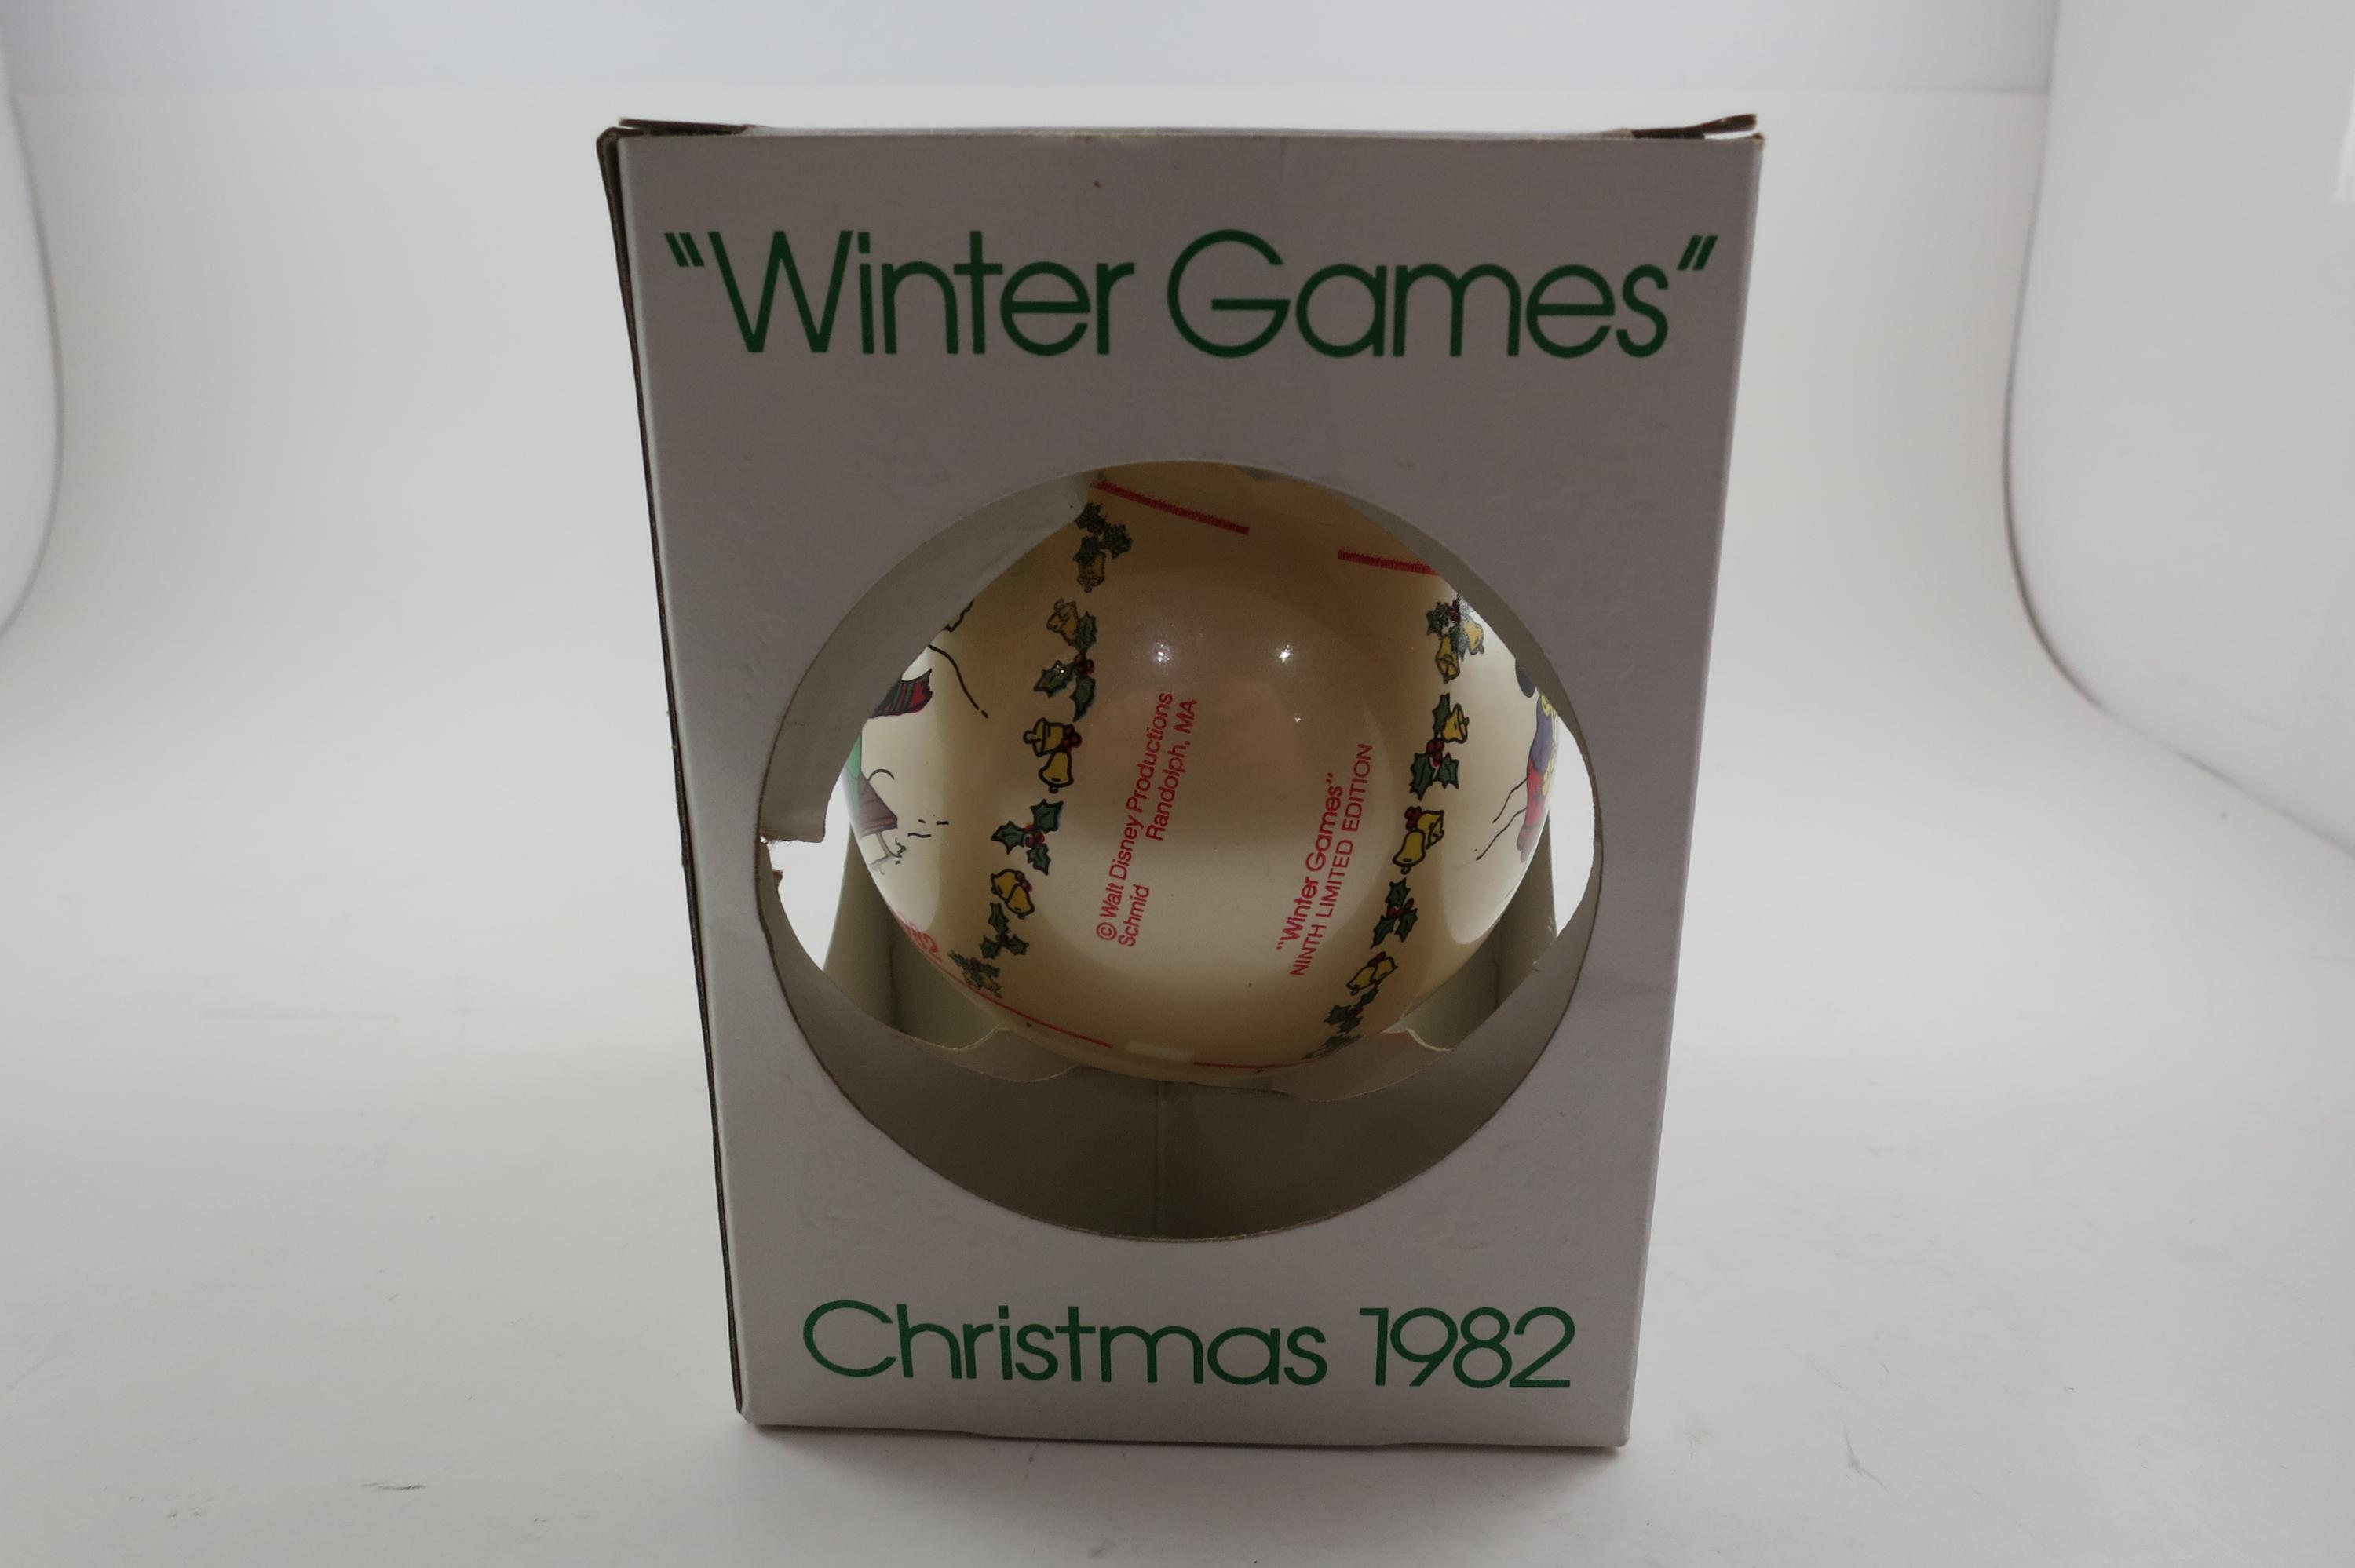 “Winter Games”
© Walt Disney Productions
Schmid Randolph, MA
“Winter Games”
NINTH LIMITED EDITION
Christmas 1982